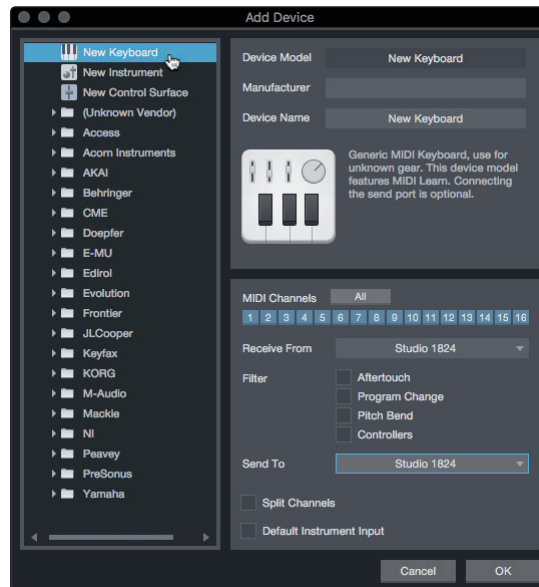 Add Device
New Keyboard
New Instrument
New Control Surface
(Unknown Vendor)
Access
Acorn Instruments
AKAI
Behringer
CME
Doepfer
E-MU
Edirol
Evolution
Frontier
JLCooper
Keyfax
KORG
M-Audio
Mackie
NI
Peavey
PreSonus
Yamaha
Device Model New Keyboard
Manufacturer
Device Name New Keyboard
Generic MIDI Keyboard, use for
unknown gear. This device model
features MIDI Learn. Connecting
the send port is optional.
MIDI Channels All
1 2 3 4 5 6 7 8 9 10 11 12 13 14 15 16
Receive From Studio 1824
Filter Aftertouch
Program Change
Pitch Bend
Controllers
Send To Studio 1824
Split Channels
Default Instrument Input
Cancel OK